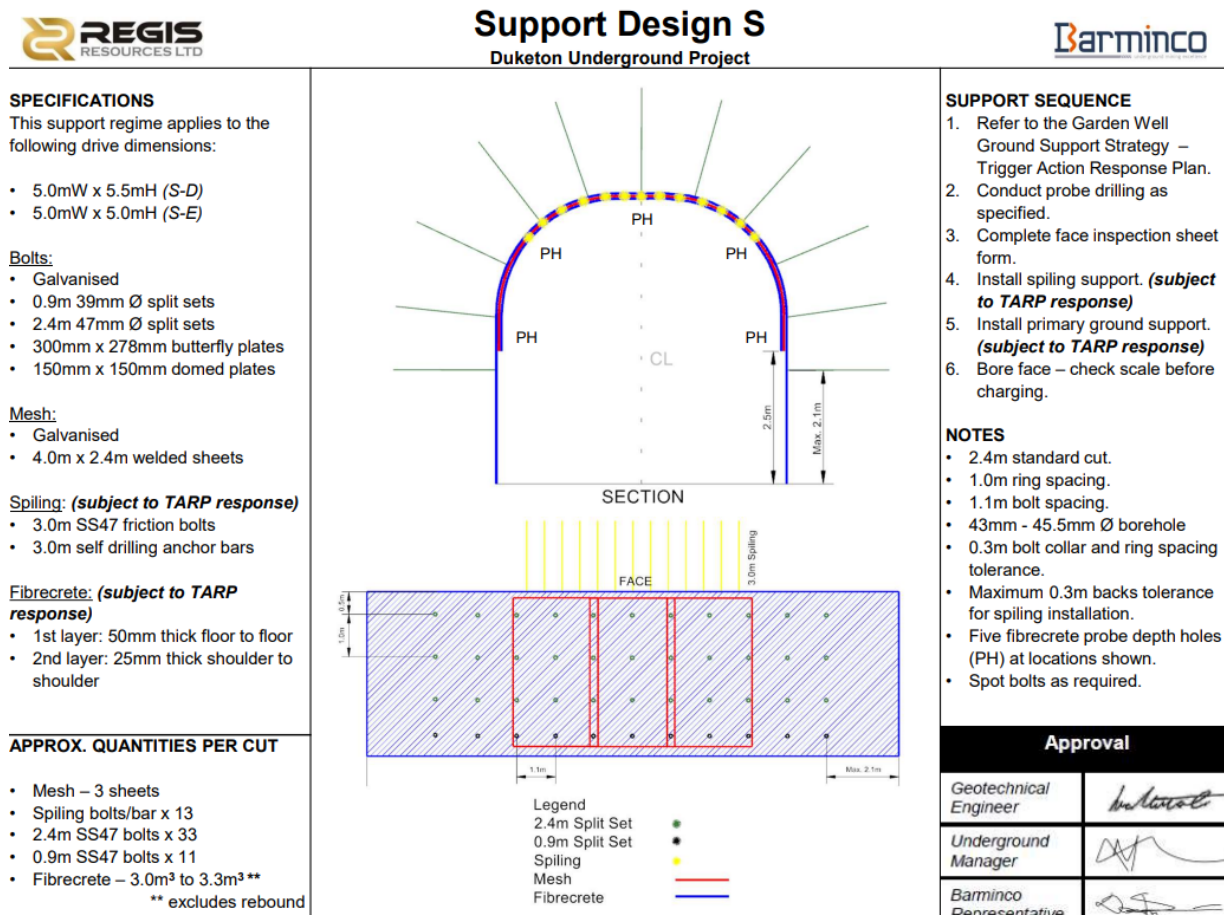 REGIS
RESOURCES LTD
Support Design S
Duketon Underground Project
Barminco
SPECIFICATIONS
This support regime applies to the
following drive dimensions:
• 5.0mW x 5.5mH (S-D)
• 5.0mW x 5.0mH (S-E)
Bolts:
• Galvanised
• 0.9m 39mm Ø split sets
• 2.4m 47mm Ø split sets
• 300mm x 278mm butterfly plates
• 150mm x 150mm domed plates
Mesh:
• Galvanised
• 4.0m x 2.4m welded sheets
Spiling: (subject to TARP response)
• 3.0m SS47 friction bolts
• 3.0m self drilling anchor bars
Fibrecrete: (subject to TARP
response)
• 1st layer: 50mm thick floor to floor
• 2nd layer: 25mm thick shoulder to
shoulder
APPROX. QUANTITIES PER CUT
• Mesh – 3 sheets
• Spiling bolts/bar x 13
• 2.4m SS47 bolts x 33
• 0.9m SS47 bolts x 11
• Fibrecrete – 3.0m³ to 3.3m³ **
** excludes rebound
PH
PH
PH
PH
PH
CL
2.5m
Max. 2.1m
SECTION
3.0m Spiling
FACE
0.5m
1.0m
1.1m
Max. 2.1m
Legend
2.4m Split Set
0.9m Split Set
Spiling
Mesh
Fibrecrete
SUPPORT SEQUENCE
1. Refer to the Garden Well
Ground Support Strategy –
Trigger Action Response Plan.
2. Conduct probe drilling as
specified.
3. Complete face inspection sheet
form.
4. Install spiling support. (subject
to TARP response)
5. Install primary ground support.
(subject to TARP response)
6. Bore face – check scale before
charging.
NOTES
• 2.4m standard cut.
• 1.0m ring spacing.
• 1.1m bolt spacing.
• 43mm - 45.5mm Ø borehole
• 0.3m bolt collar and ring spacing
tolerance.
• Maximum 0.3m backs tolerance
for spiling installation.
• Five fibrecrete probe depth holes
(PH) at locations shown.
• Spot bolts as required.
Approval
Geotechnical
Engineer
Underground
Manager
Barminco
Representative